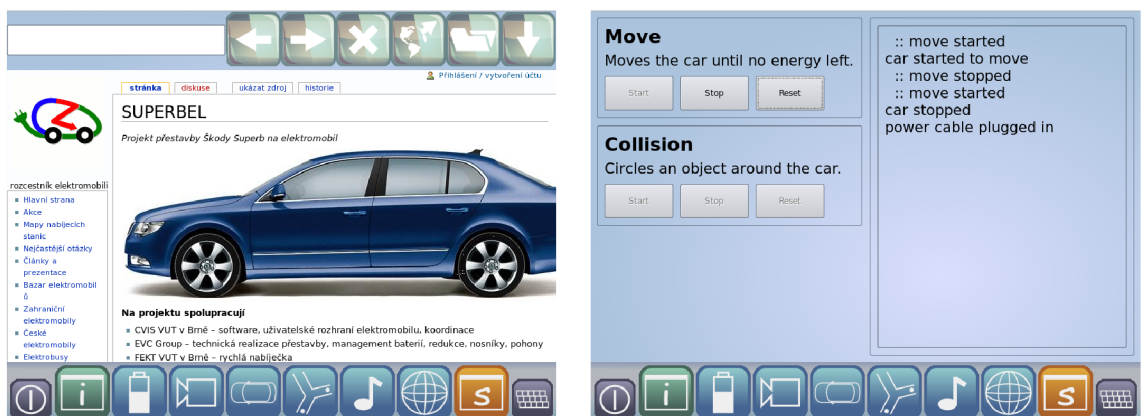 Přihlášení / vytvoření účtu
stránka
diskuse
ukázat zdroj
historie
SUPERBEL
Projekt přestavby Škody Superb na elektromobil
rozcestník elektromobilí
Hlavní strana
Akce
Mapy nabíjecích
stanic
Nejčastější otázky
Články a
prezentace
Bazar elektromobil
ů
Zahraniční
elektromobily
České
elektromobily
Elektrobusy
Na projektu spolupracují
CVIS VUT v Brně – software, uživatelské rozhraní elektromobilu, koordinace
EVC Group – technická realizace přestavby, management baterií, redukce, nosníky, pohony
FEKT VUT v Brně – rychlá nabíječka
i
S
Move
Moves the car until no energy left.
Start
Stop
Reset
Collision
Circles an object around the car.
Start
Stop
Reset
:: move started
car started to move
:: move stopped
:: move started
car stopped
power cable plugged in
i
S